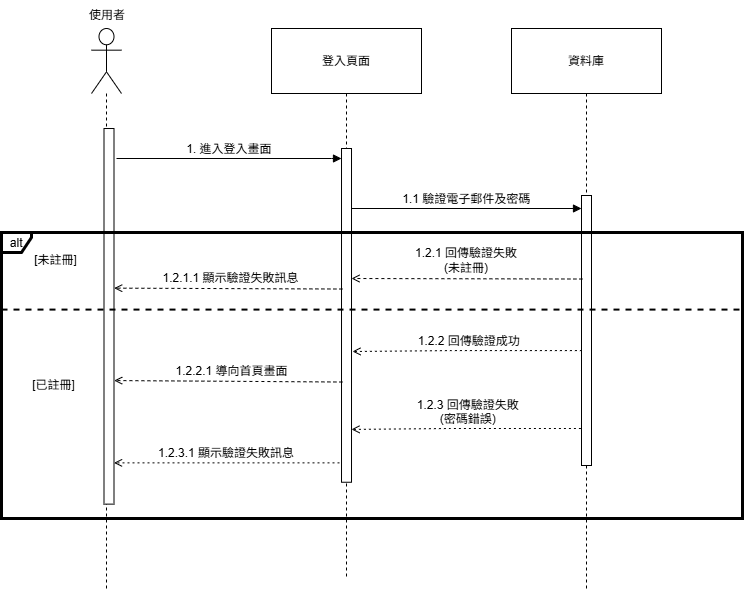 使用者
登入頁面
資料庫
1. 進入登入畫面
1.1 驗證電子郵件及密碼
alt
[未註冊]
1.2.1 回傳驗證失敗
(未註冊)
1.2.1.1 顯示驗證失敗訊息
1.2.2 回傳驗證成功
1.2.2.1 導向首頁畫面
[已註冊]
1.2.3 回傳驗證失敗
(密碼錯誤)
1.2.3.1 顯示驗證失敗訊息